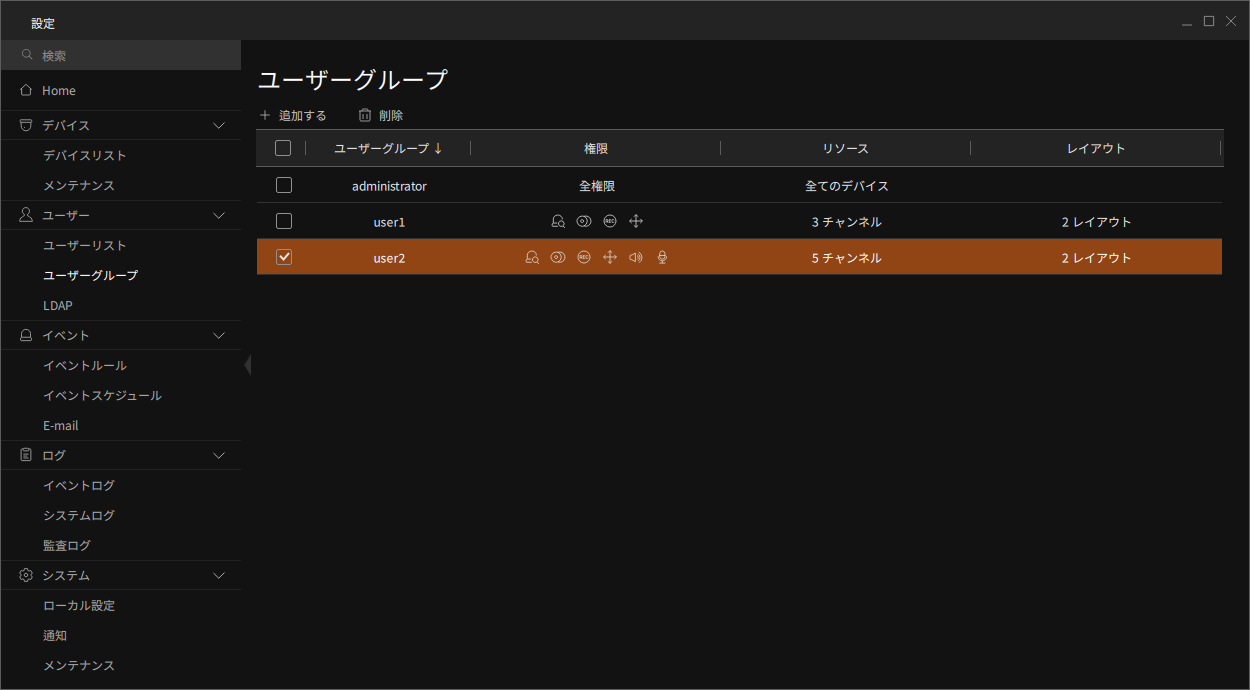 設定
検索
Home
デバイス
デバイスリスト
メンテナンス
ユーザー
ユーザーリスト
ユーザーグループ
LDAP
イベント
イベントルール
イベントスケジュール
E-mail
ログ
イベントログ
システムログ
監査ログ
システム
ローカル設定
通知
メンテナンス
ユーザーグループ
追加する 削除
ユーザーグループ ↓ 権限 リソース レイアウト
administrator 全権限 全てのデバイス
user1 REC 3 チャンネル 2 レイアウト
user2 REC 5 チャンネル 2 レイアウト